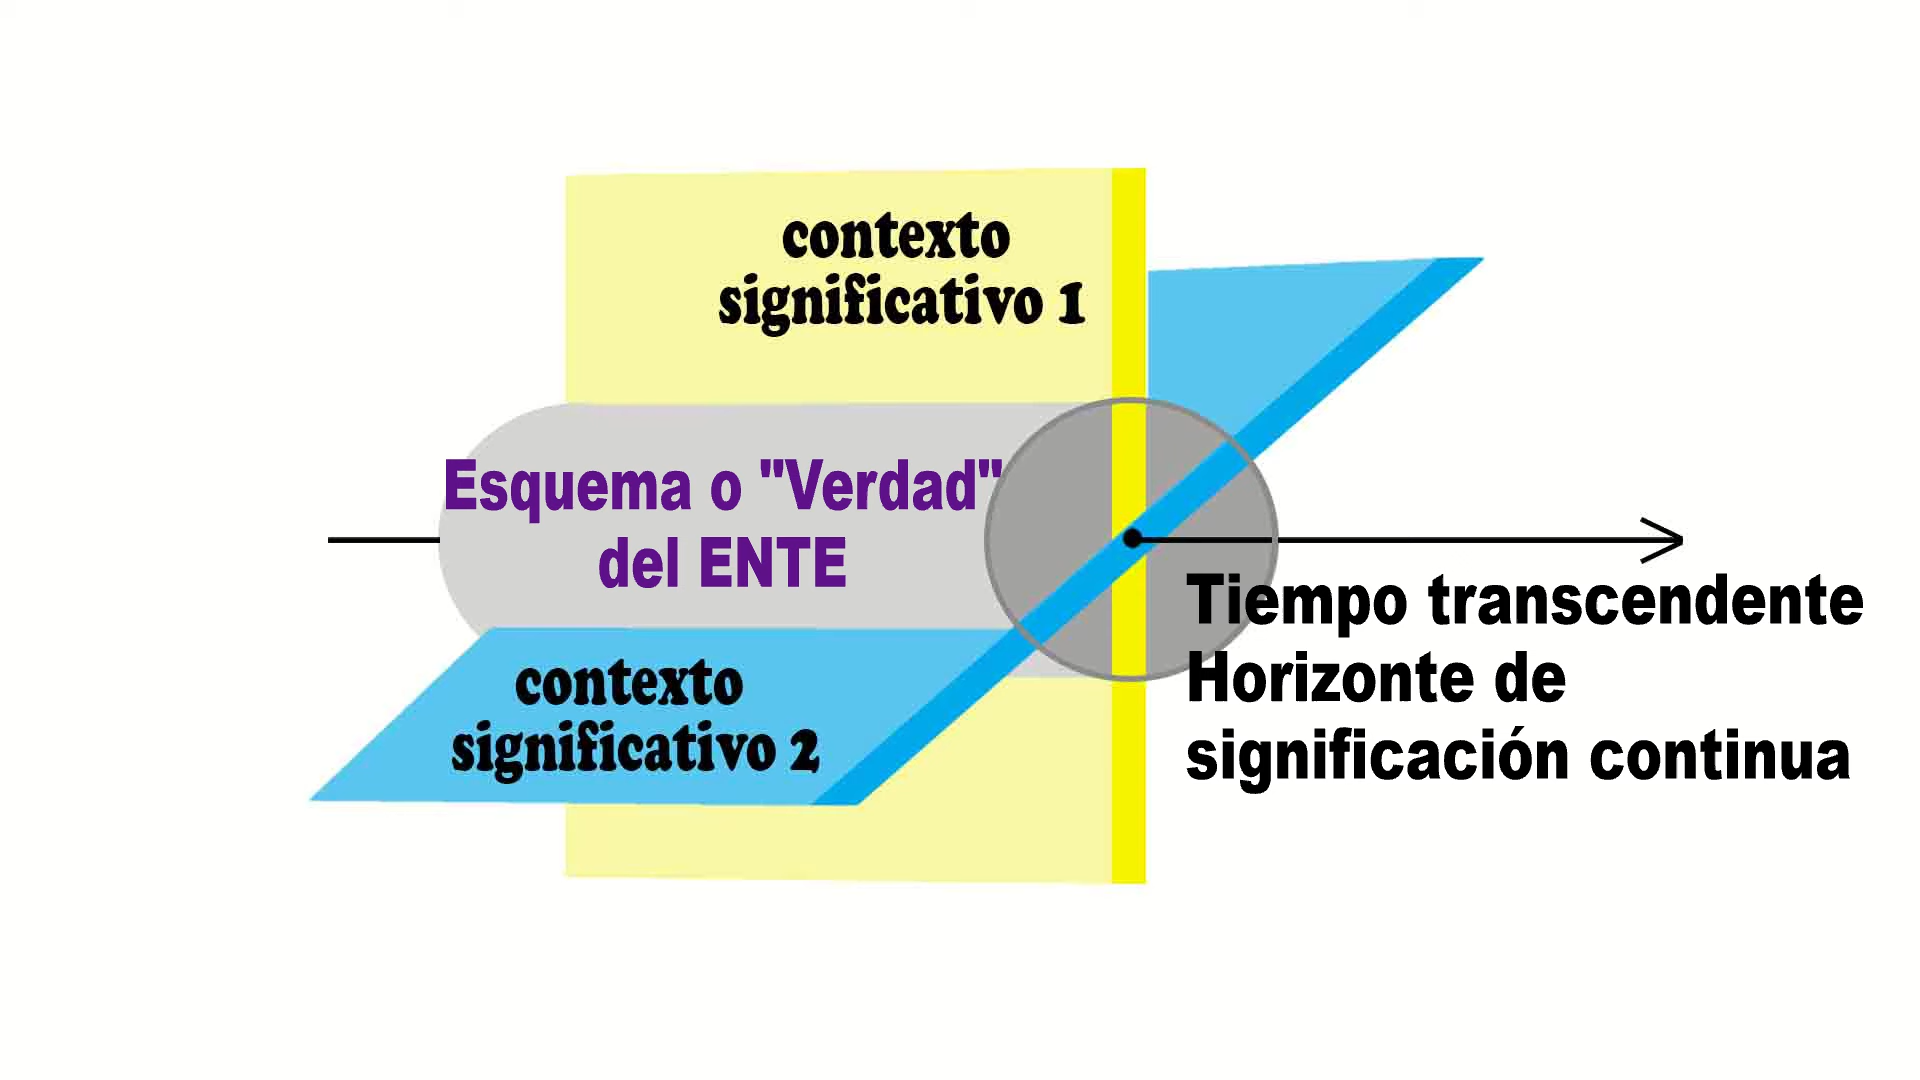 contexto
significativo 1
Esquema o "Verdad"
del ENTE
contexto
significativo 2
Tiempo transcendente
Horizonte de
significación continua